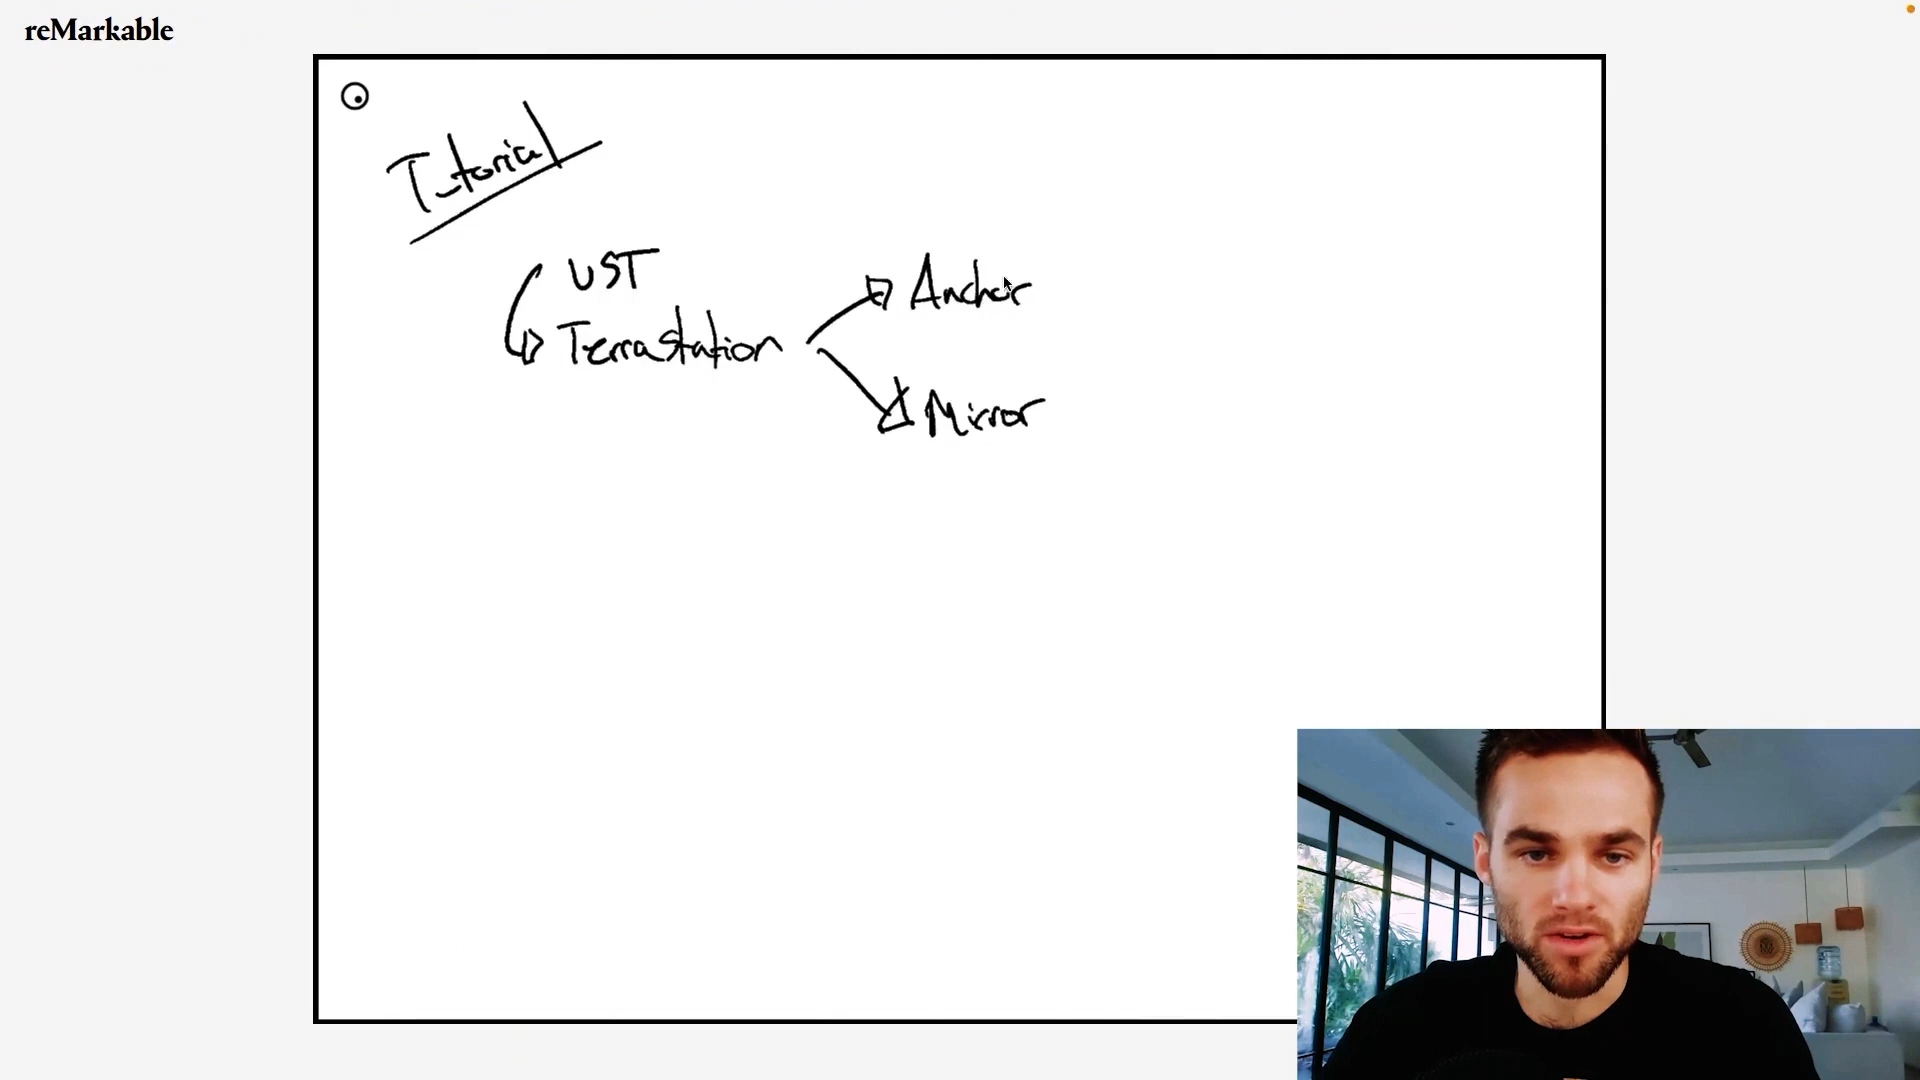 reMarkable
Tutorial
UST
Terrastation
Anchor
Mirror